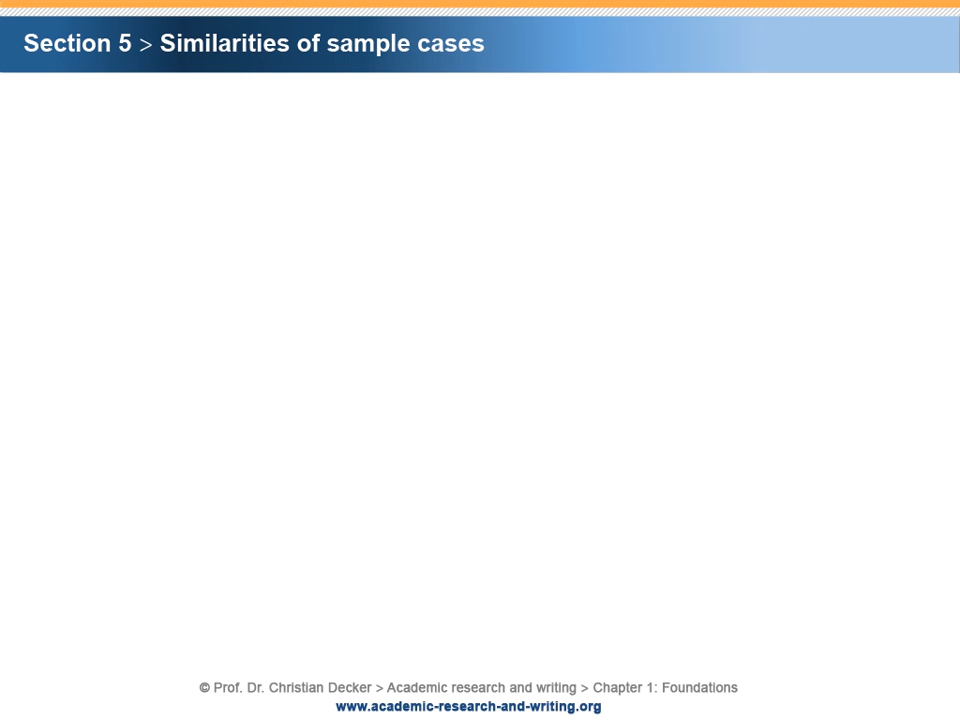 Section 5 > Similarities of sample cases
© Prof. Dr. Christian Decker > Academic research and writing > Chapter 1: Foundations
www.academic-research-and-writing.org